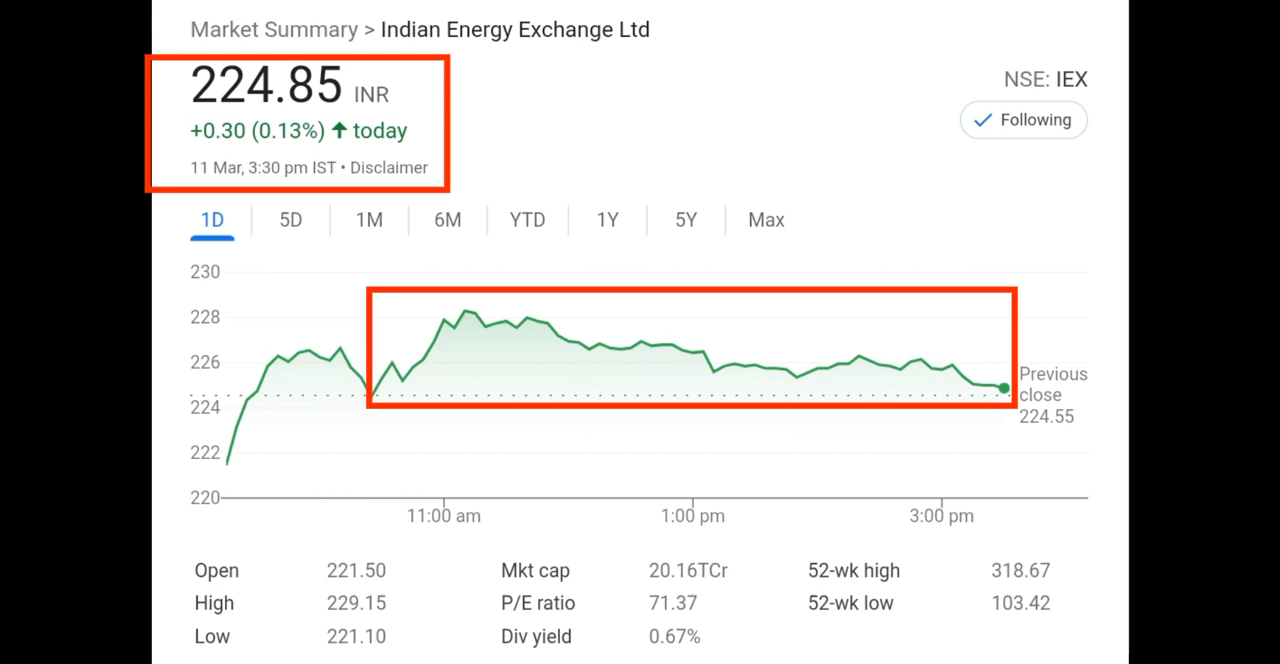 Market Summary > Indian Energy Exchange Ltd
224.85 INR
NSE: IEX
+0.30 (0.13%) ↑ today
Following
11 Mar, 3:30 pm IST • Disclaimer
1D 5D 1M 6M YTD 1Y 5Y Max
230
228
226
224
222
220
Previous
close
224.55
11:00 am 1:00 pm 3:00 pm
Open 221.50 Mkt cap 20.16TCr 52-wk high 318.67
High 229.15 P/E ratio 71.37 52-wk low 103.42
Low 221.10 Div yield 0.67%